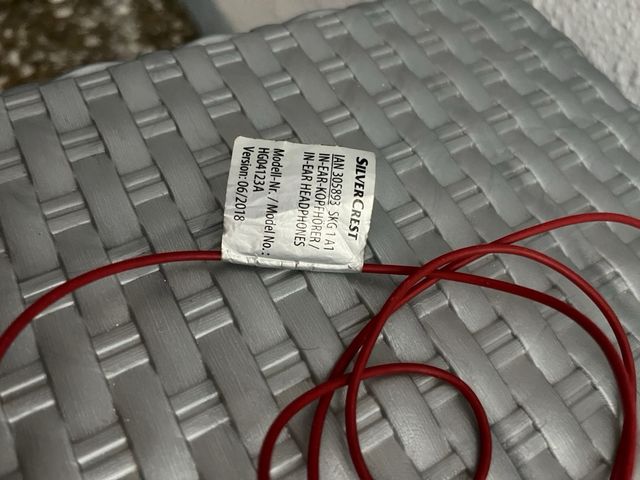 SILVERCREST
IAN 305893 SKG 1 A1
IN-EAR-KOPFHÖRER /
IN-EAR HEADPHONES
Modell-Nr. / Model No.:
HG04123A
Version: 06/2018